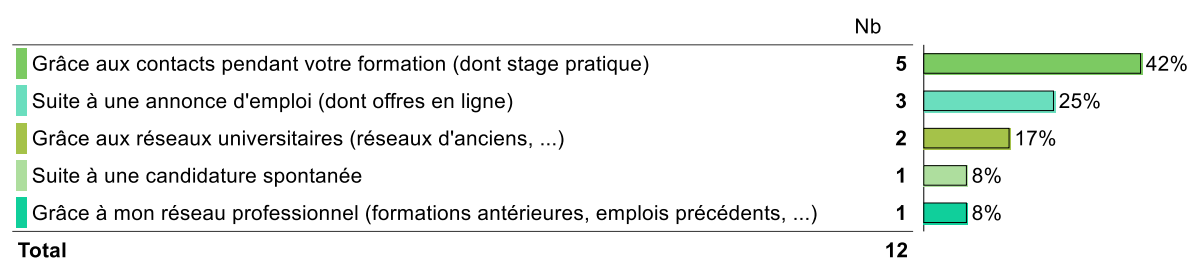 Nb
Grâce aux contacts pendant votre formation (dont stage pratique) 5 42%
Suite à une annonce d'emploi (dont offres en ligne) 3 25%
Grâce aux réseaux universitaires (réseaux d'anciens, ...) 2 17%
Suite à une candidature spontanée 1 8%
Grâce à mon réseau professionnel (formations antérieures, emplois précédents, ...) 1 8%
Total 12